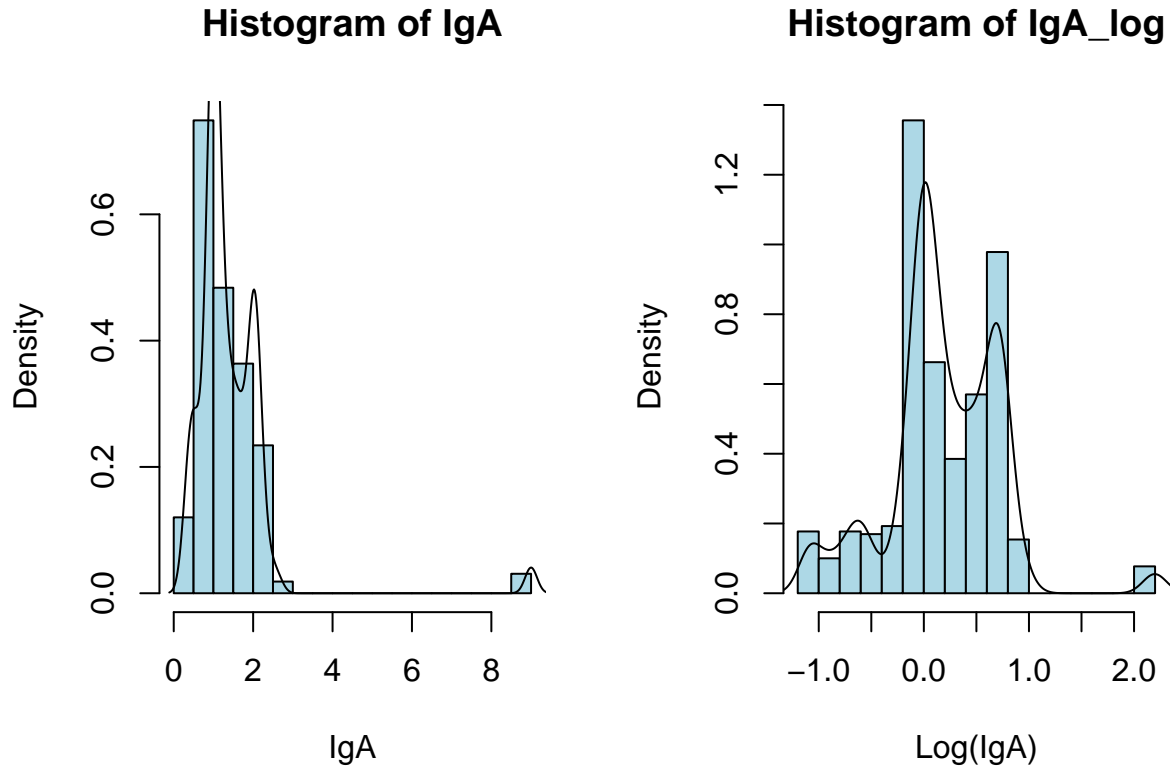 Histogram of IgA
Density
0.0 0.2 0.4 0.6
0 2 4 6 8
IgA
Histogram of IgA_log
Density
0.0 0.4 0.8 1.2
−1.0 0.0 1.0 2.0
Log(IgA)